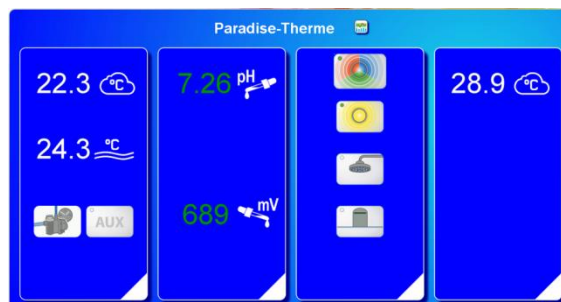 Paradise-Therme
22.3 °C
24.3 °C
AUX
7.26 pH
689 mV
28.9 °C